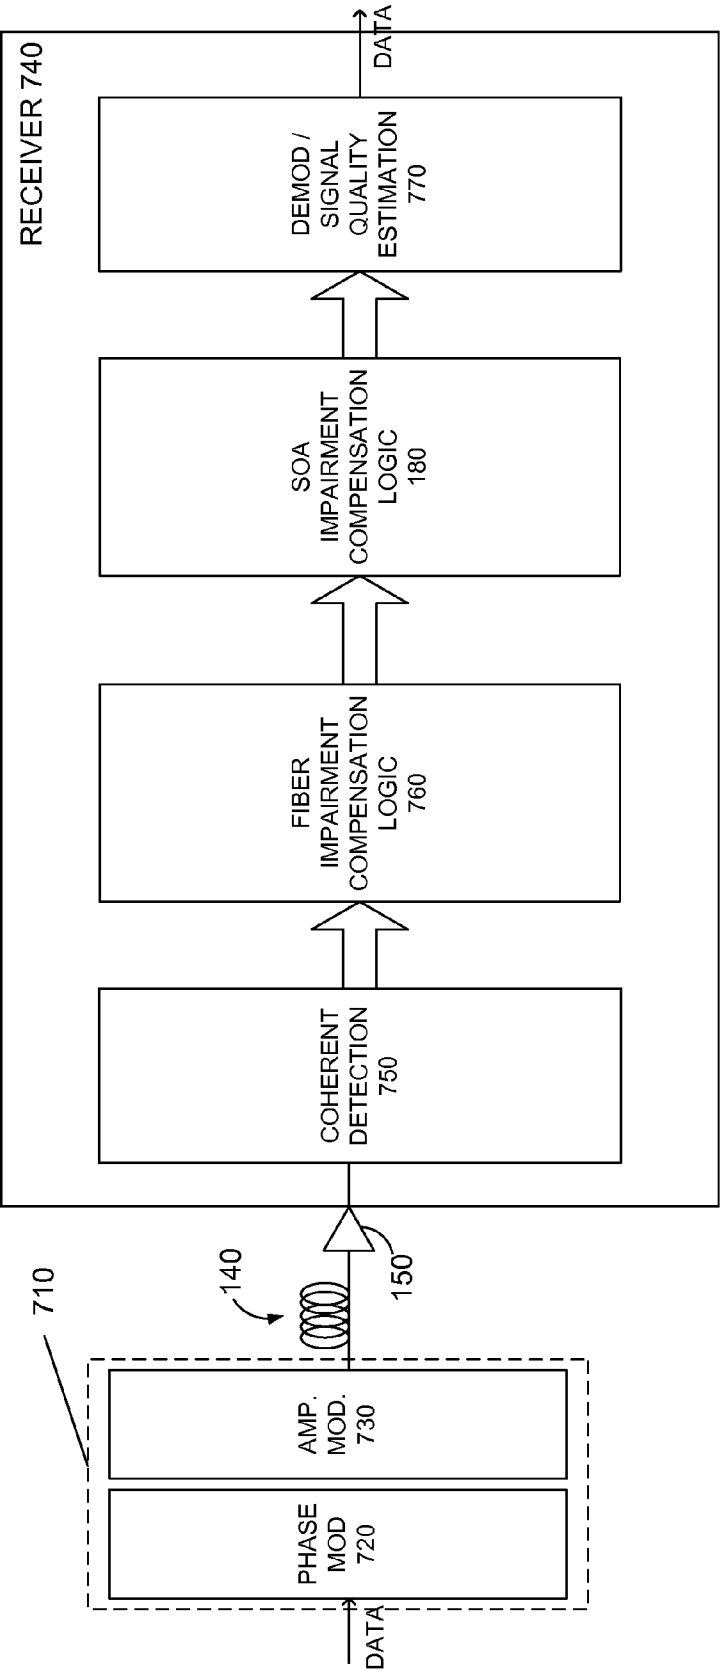 DATA
PHASE
MOD
720
AMP.
MOD.
730
710
140
150
RECEIVER 740
COHERENT
DETECTION
750
FIBER
IMPAIRMENT
COMPENSATION
LOGIC
760
SOA
IMPAIRMENT
COMPENSATION
LOGIC
180
DEMOD /
SIGNAL
QUALITY
ESTIMATION
770
DATA